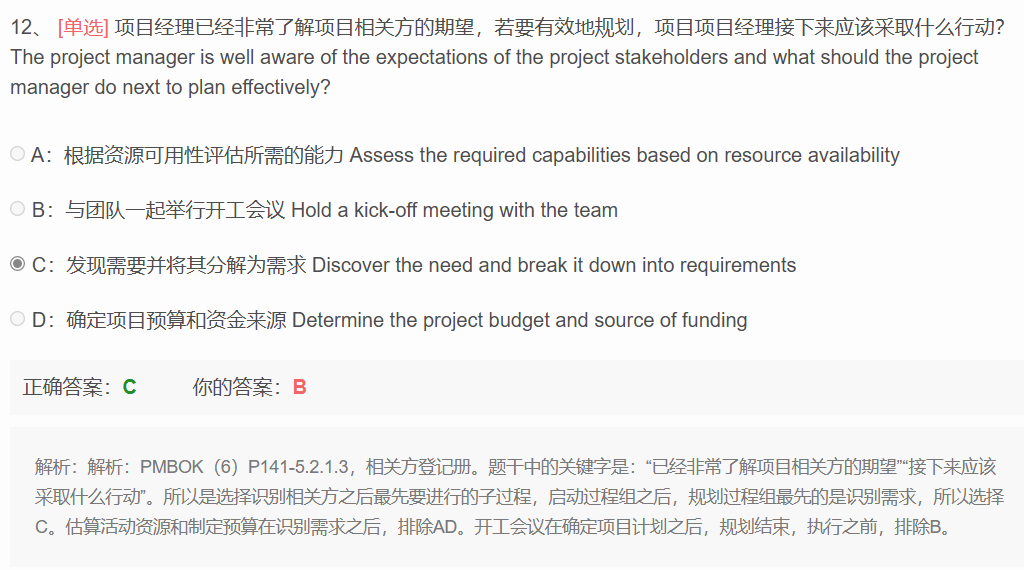 12、 [单选] 项目经理已经非常了解项目相关方的期望，若要有效地规划，项目项目经理接下来应该采取什么行动？
The project manager is well aware of the expectations of the project stakeholders and what should the project
manager do next to plan effectively?
A：根据资源可用性评估所需的能力 Assess the required capabilities based on resource availability
B：与团队一起举行开工会议 Hold a kick-off meeting with the team
C：发现需要并将其分解为需求 Discover the need and break it down into requirements
D：确定项目预算和资金来源 Determine the project budget and source of funding
正确答案：C 你的答案：B
解析：解析：PMBOK（6）P141-5.2.1.3，相关方登记册。题干中的关键字是：“已经非常了解项目相关方的期望”“接下来应该
采取什么行动”。所以是选择识别相关方之后最先要进行的子过程，启动过程组之后，规划过程组最先的是识别需求，所以选择
C。估算活动资源和制定预算在识别需求之后，排除AD。开工会议在确定项目计划之后，规划结束，执行之前，排除B。